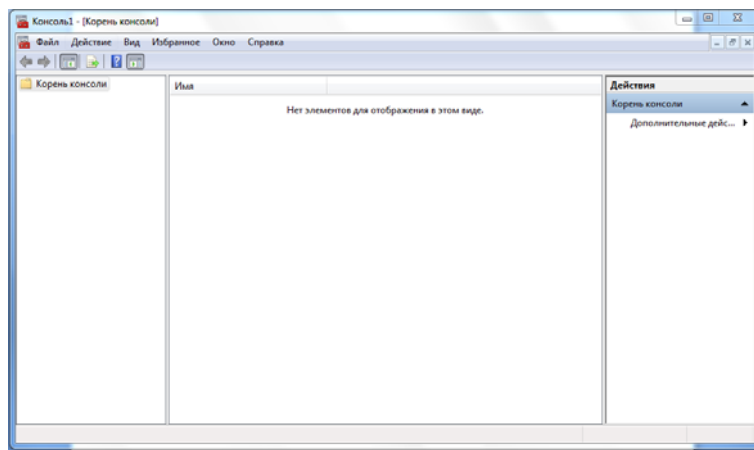 Консоль1 - [Корень консоли]
Файл Действие Вид Избранное Окно Справка
Корень консоли
Имя
Нет элементов для отображения в этом виде.
Действия
Корень консоли
Дополнительные дейс...